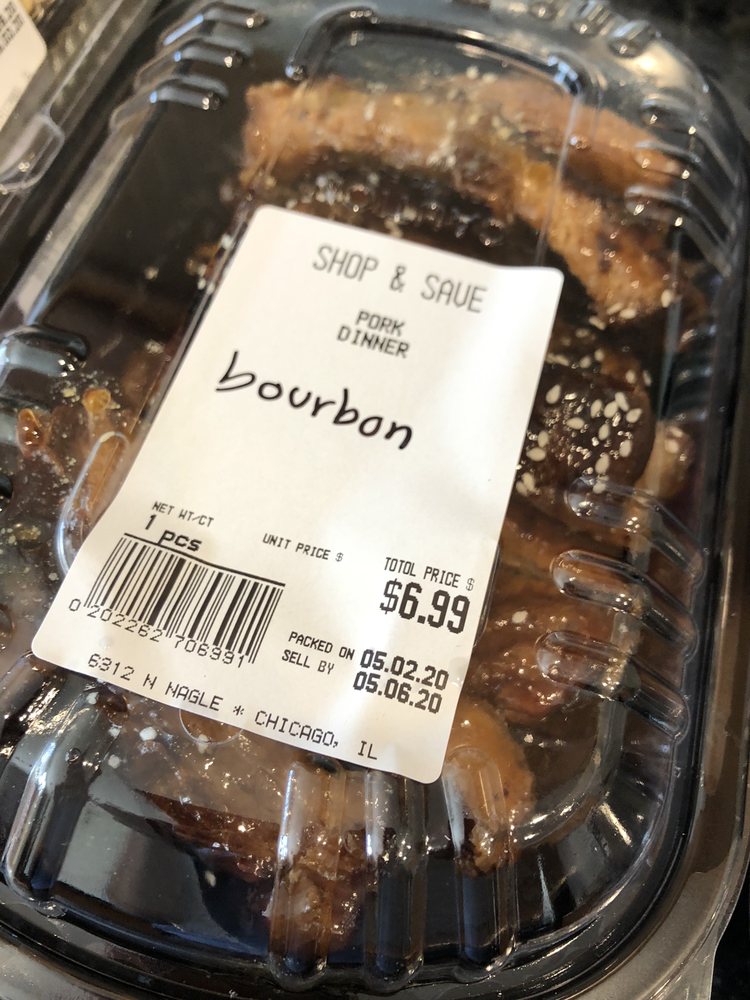 SHOP & SAVE
PORK
DINNER
bourbon
NET WT/CT
1 pcs
UNIT PRICE $
TOTOL PRICE $
$6.99
0 202262 706991
PACKED ON 05.02.20
SELL BY 05.06.20
6312 N NAGLE * CHICAGO, IL